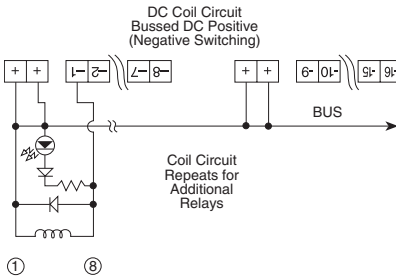 DC Coil Circuit
Bussed DC Positive
(Negative Switching)
+ + -1 -2 -7 -8 + + -9 -10 -15 -16
BUS
Coil Circuit
Repeats for
Additional
Relays
1 8